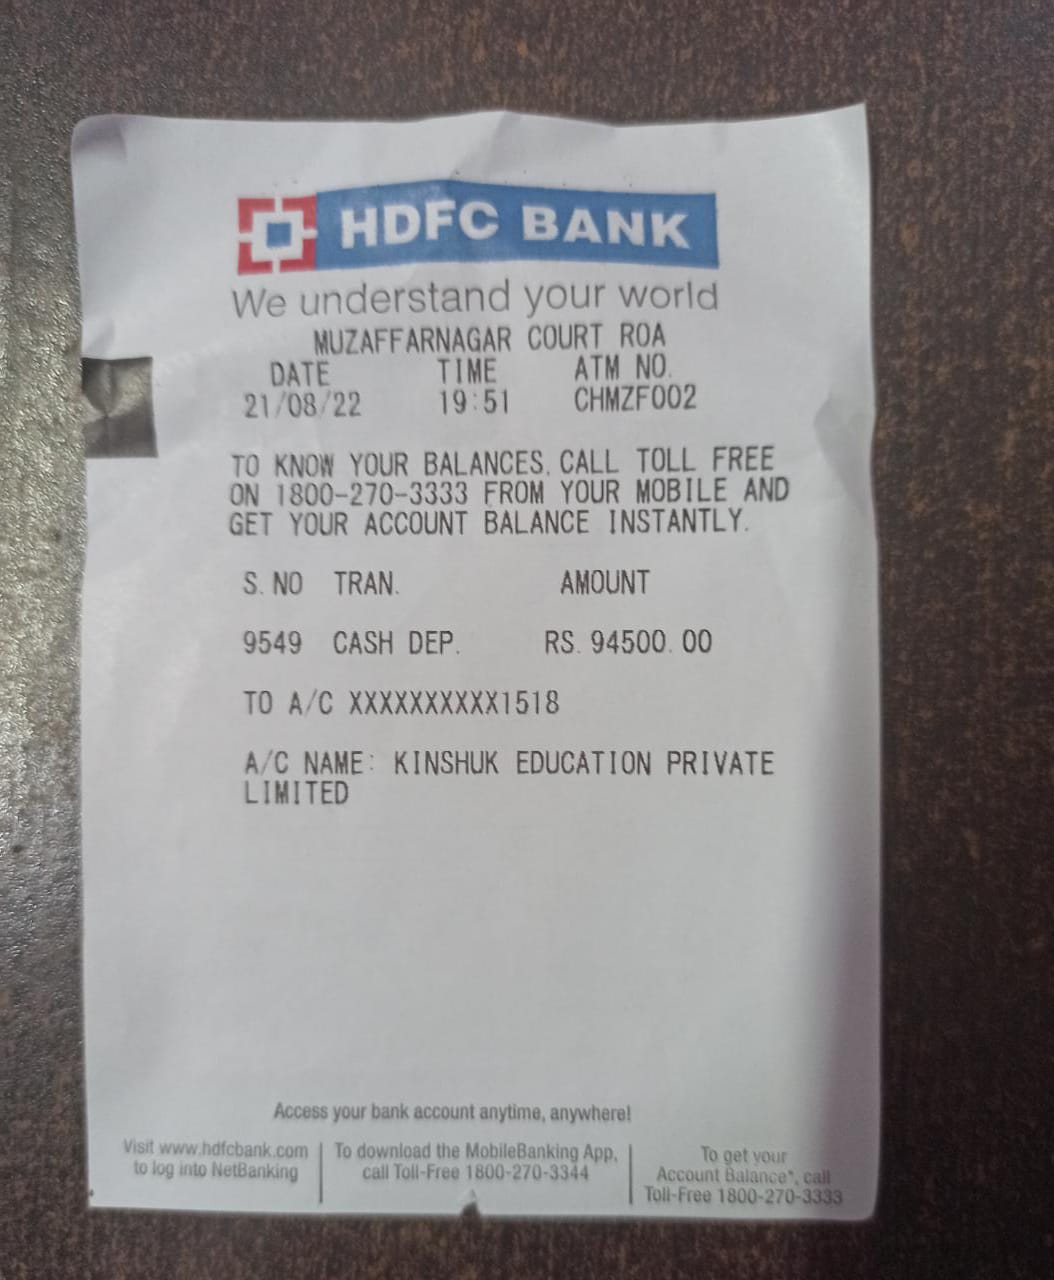 HDFC BANK
We understand your world
MUZAFFARNAGAR COURT ROA
DATE TIME ATM NO.
21/08/22 19:51 CHMZF002
TO KNOW YOUR BALANCES, CALL TOLL FREE
ON 1800-270-3333 FROM YOUR MOBILE AND
GET YOUR ACCOUNT BALANCE INSTANTLY.
S. NO TRAN. AMOUNT
9549 CASH DEP. RS. 94500.00
TO A/C XXXXXXXXXX1518
A/C NAME: KINSHUK EDUCATION PRIVATE
LIMITED
Access your bank account anytime, anywhere!
Visit www.hdfcbank.com
to log into NetBanking
To download the MobileBanking App,
call Toll-Free 1800-270-3344
To get your
Account Balance*, call
Toll-Free 1800-270-3333